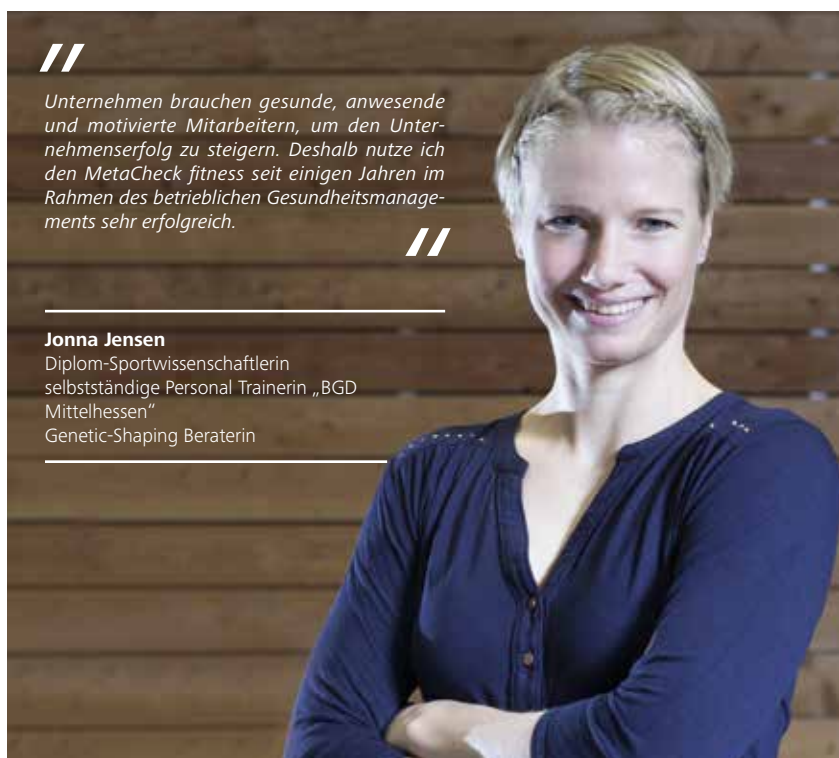 "
Unternehmen brauchen gesunde, anwesende
und motivierte Mitarbeitern, um den Unter-
nehmenserfolg zu steigern. Deshalb nutze ich
den MetaCheck fitness seit einigen Jahren im
Rahmen des betrieblichen Gesundheitsmanage-
ments sehr erfolgreich.
"
Jonna Jensen
Diplom-Sportwissenschaftlerin
selbstständige Personal Trainerin „BGD
Mittelhessen“
Genetic-Shaping Beraterin